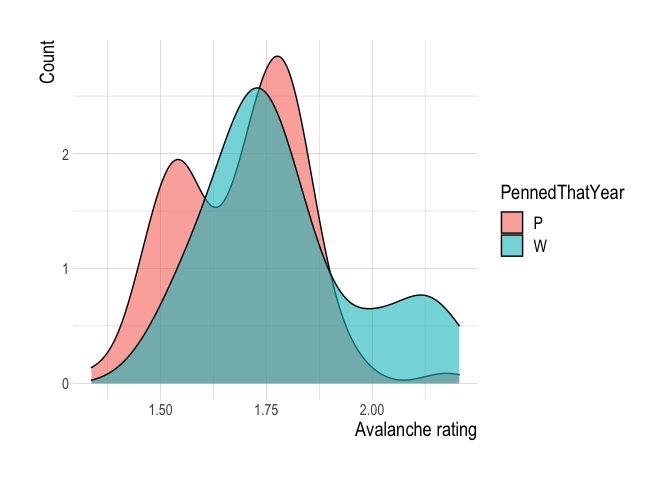 Count
2
1
0
1.50
1.75
2.00
Avalanche rating
PennedThatYear
P
W